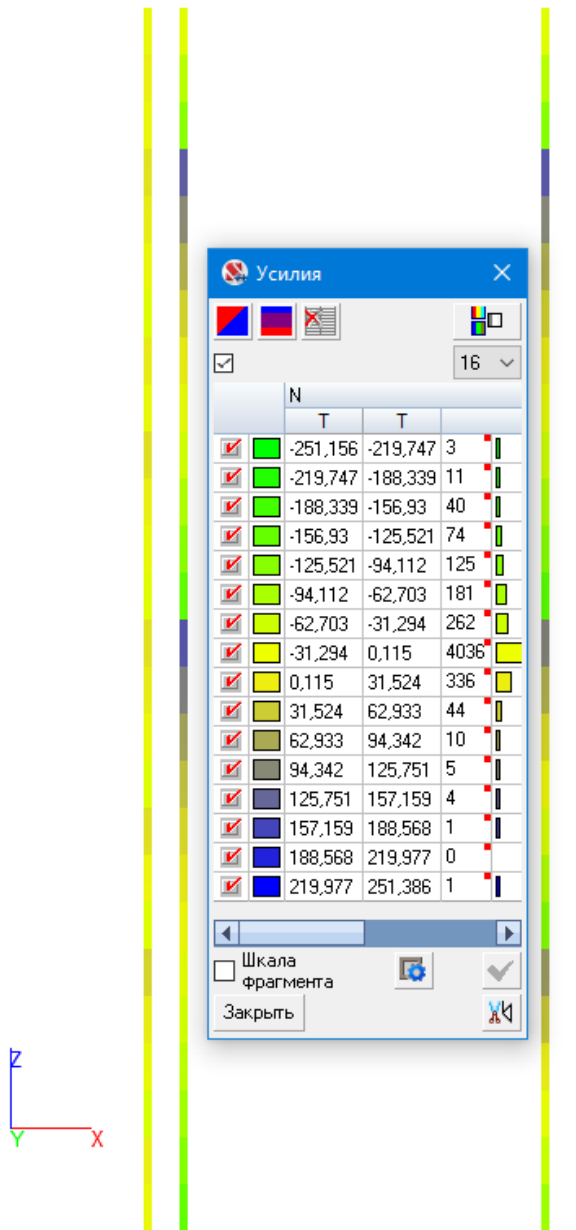 Усилия
16
N
Т Т
-251,156 -219,747 3
-219,747 -188,339 11
-188,339 -156,93 40
-156,93 -125,521 74
-125,521 -94,112 125
-94,112 -62,703 181
-62,703 -31,294 262
-31,294 0,115 4036
0,115 31,524 336
31,524 62,933 44
62,933 94,342 10
94,342 125,751 5
125,751 157,159 4
157,159 188,568 1
188,568 219,977 0
219,977 251,386 1
Шкала
фрагмента
Закрыть
Z
Y X